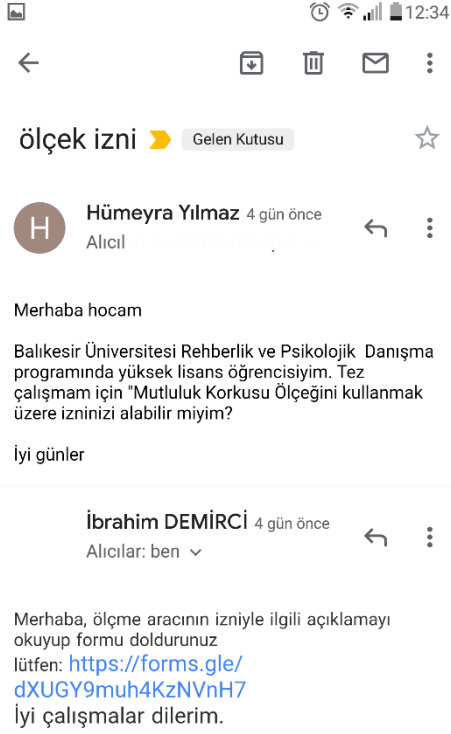 12:34
ölçek izni Gelen Kutusu
H
Hümeyra Yılmaz 4 gün önce
Alıcıl
Merhaba hocam
Balıkesir Üniversitesi Rehberlik ve Psikolojik Danışma
programında yüksek lisans öğrencisiyim. Tez
çalışmam için "Mutluluk Korkusu Ölçeğini kullanmak
üzere izninizi alabilir miyim?
İyi günler
İbrahim DEMİRCİ 4 gün önce
Alıcılar: ben
Merhaba, ölçme aracının izniyle ilgili açıklamayı
okuyup formu doldurunuz
lütfen: https://forms.gle/
dXUGY9muh4KzNVnH7
İyi çalışmalar dilerim.